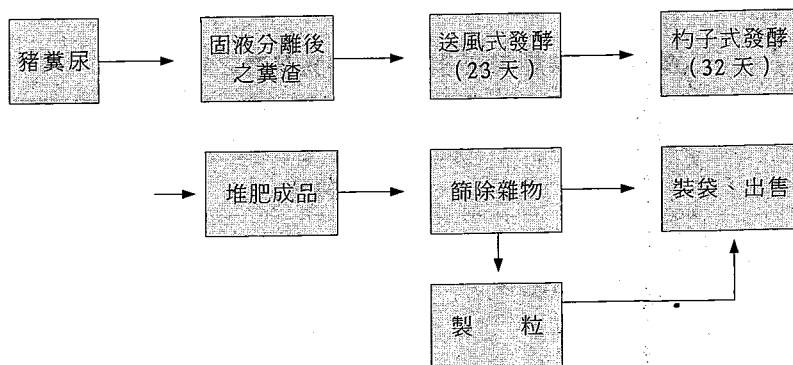 豬糞尿
固液分離後
之糞渣
送風式發酵
(23天)
杓子式發酵
(32天)
堆肥成品
篩除雜物
裝袋、出售
製 粒